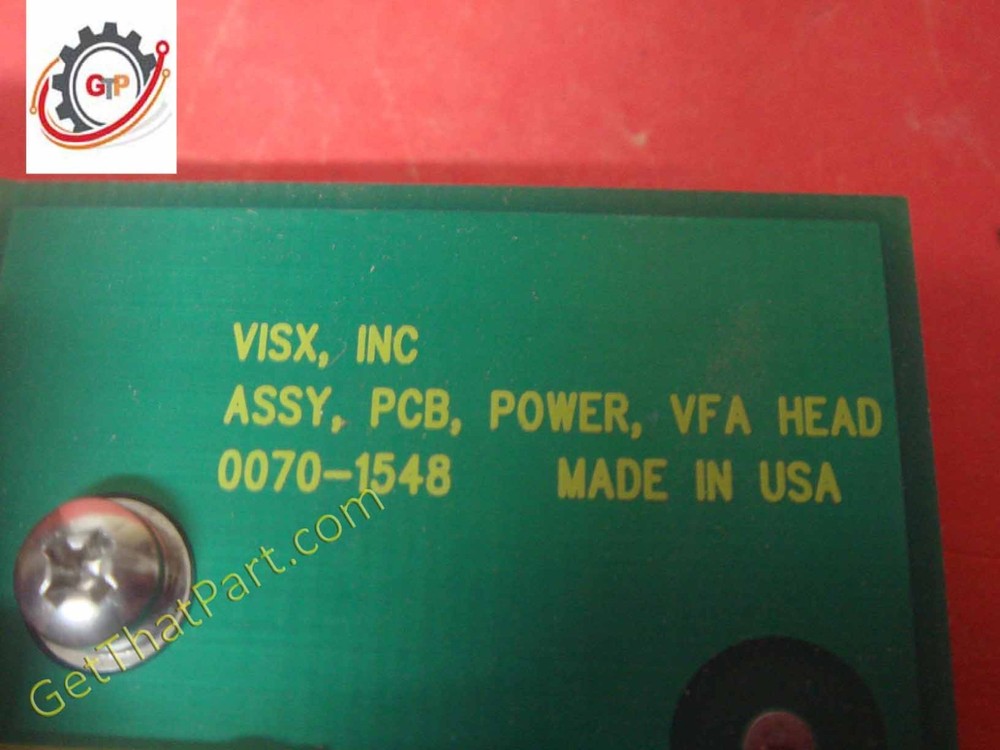 GTP
VISX, INC
ASSY, PCB, POWER, VFA HEAD
0070-1548 MADE IN USA
GetThatPart.com